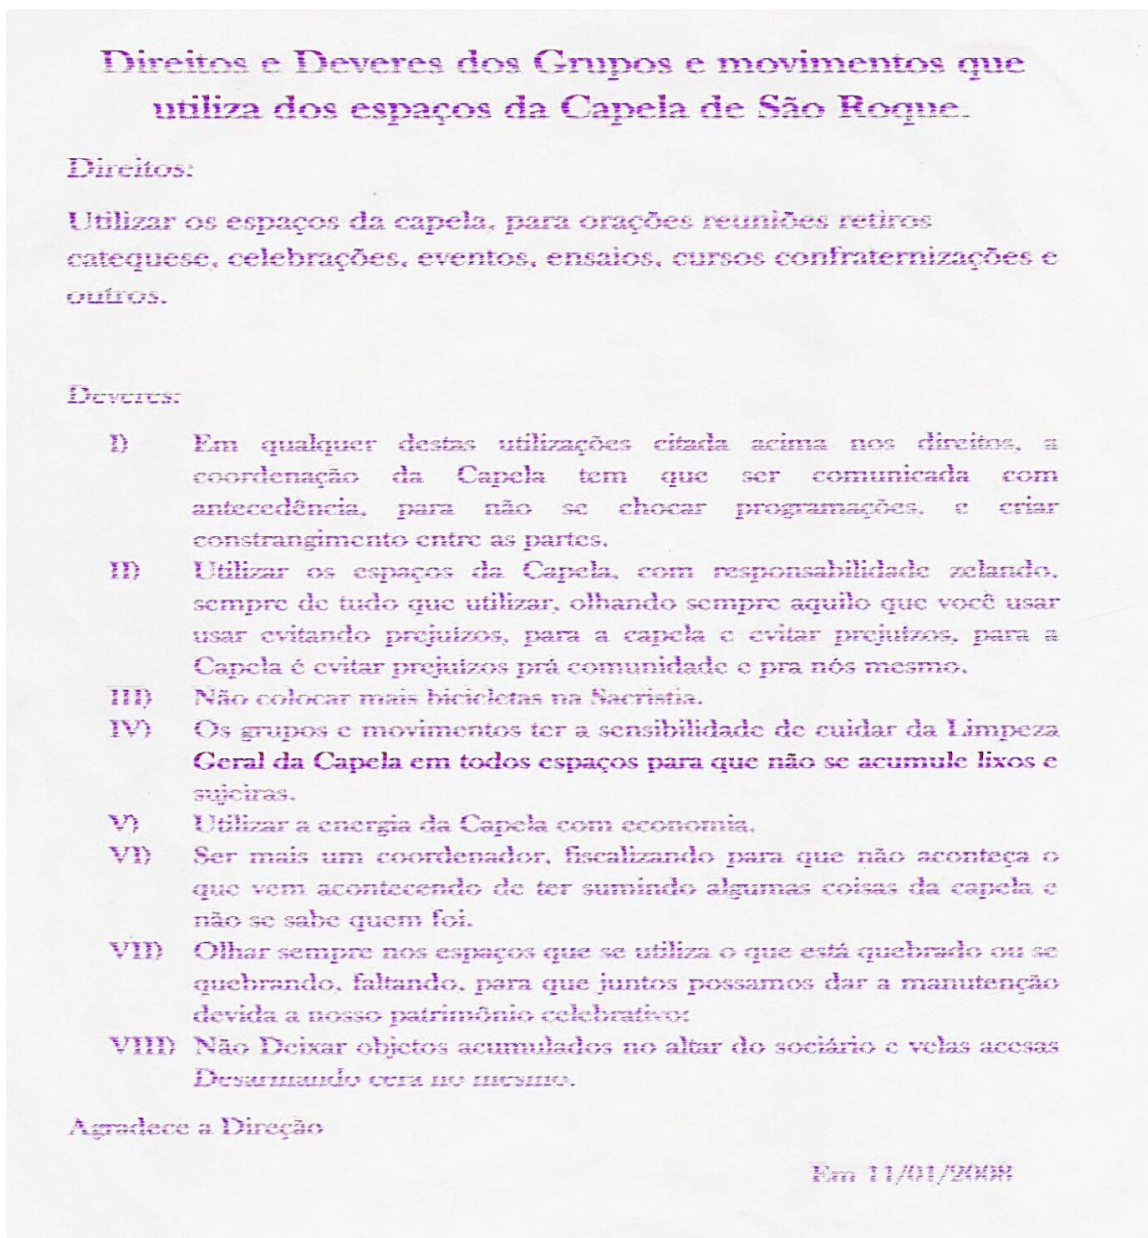 Direitos e Deveres dos Grupos e movimentos que
utiliza dos espaços da Capela de São Roque.
Direitos:
Utilizar os espaços da capela, para orações reuniões retiros
catequese, celebrações, eventos, ensaios, cursos confraternizações e
outros.
Deveres:
I) Em qualquer destas utilizações citada acima nos direitos, a
coordenação da Capela tem que ser comunicada com
antecedência, para não se chocar programações, e criar
constrangimento entre as partes.
II) Utilizar os espaços da Capela, com responsabilidade zelando,
sempre de tudo que utilizar, olhando sempre aquilo que você usar
usar evitando prejuízos, para a capela e evitar prejuízos, para a
Capela é evitar prejuízos prá comunidade e pra nós mesmo.
III) Não colocar mais bicicletas na Sacristia.
IV) Os grupos e movimentos ter a sensibilidade de cuidar da Limpeza
Geral da Capela em todos espaços para que não se acumule lixos e
sujeiras.
V) Utilizar a energia da Capela com economia.
VI) Ser mais um coordenador, fiscalizando para que não aconteça o
que vem acontecendo de ter sumindo algumas coisas da capela e
não se sabe quem foi.
VII) Olhar sempre nos espaços que se utiliza o que está quebrado ou se
quebrando, faltando, para que juntos possamos dar a manutenção
devida a nosso patrimônio celebrativo:
VIII) Não Deixar objetos acumulados no altar do sociário e velas acesas
cera no mesmo.
Agradece a Direção
Em 11/01/2008